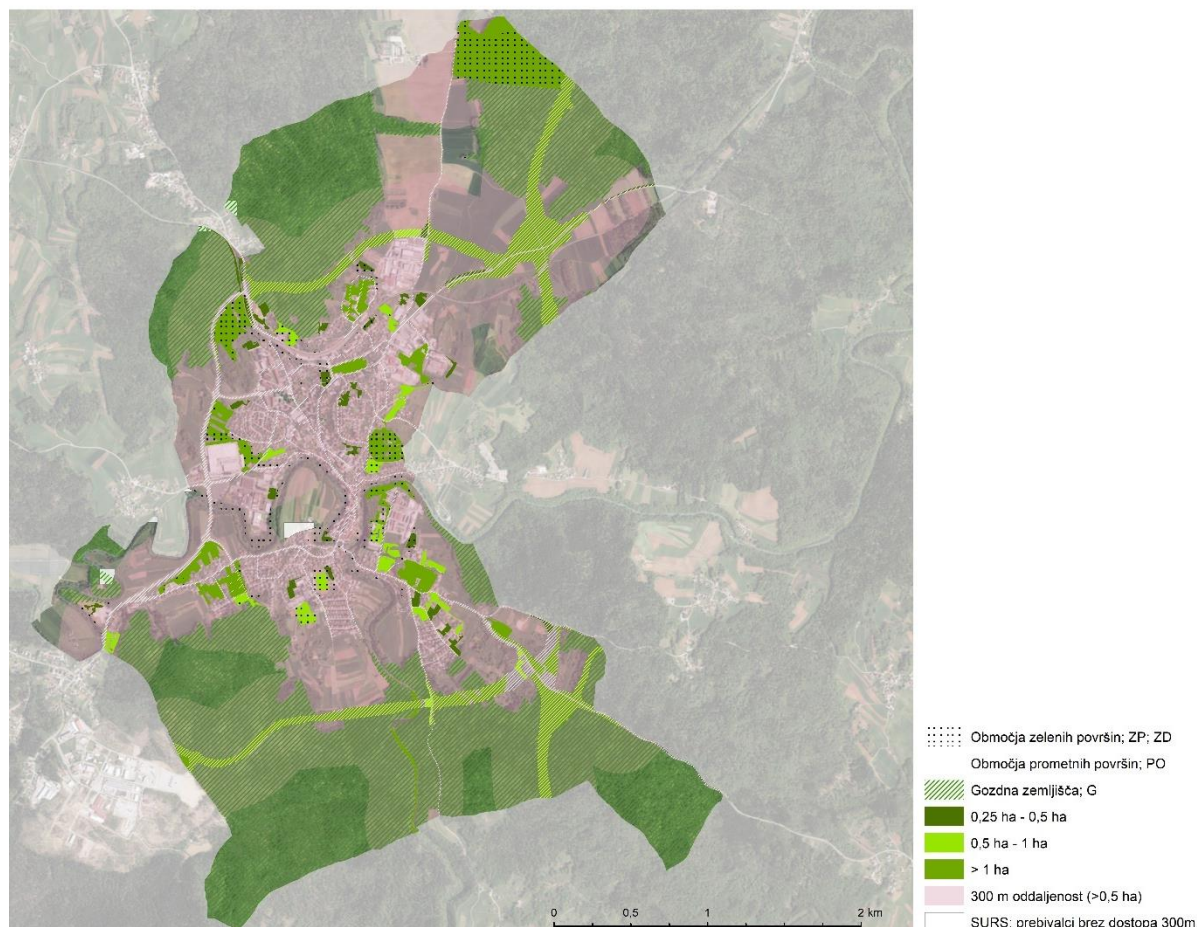 Območja zelenih površin; ZP; ZD
Območja prometnih površin; PO
Gozdna zemljišča; G
0,25 ha - 0,5 ha
0,5 ha - 1 ha
> 1 ha
300 m oddaljenost (>0,5 ha)
SURS: prebivalci brez dostopa 300m
0 0,5 1 2 km